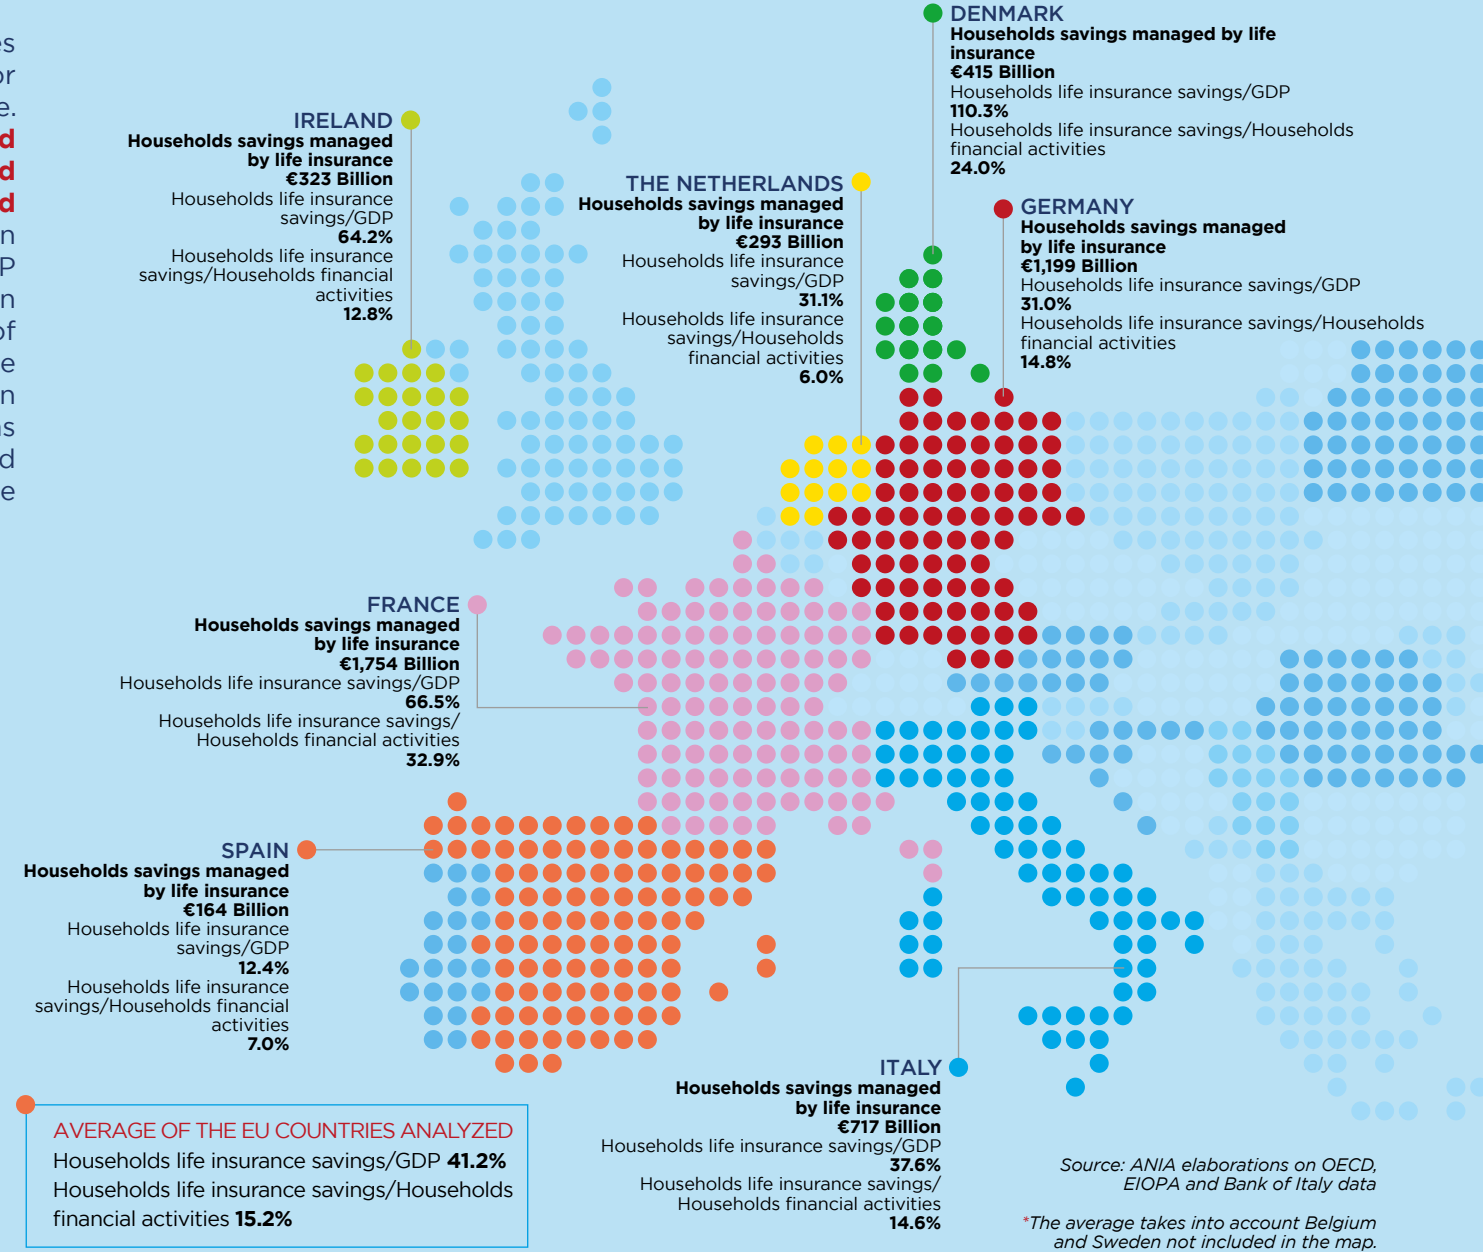 es
or
e.
d
d
d
n
P
n
of
e
n
ns
d
e
DENMARK
Households savings managed by life
insurance
€415 Billion
Households life insurance savings/GDP
110.3%
Households life insurance savings/Households
financial activities
24.0%
IRELAND
Households savings managed
by life insurance
€323 Billion
Households life insurance
savings/GDP
64.2%
Households life insurance
savings/Households financial
activities
12.8%
THE NETHERLANDS
Households savings managed
by life insurance
€293 Billion
Households life insurance
savings/GDP
31.1%
Households life insurance
savings/Households
financial activities
6.0%
GERMANY
Households savings managed
by life insurance
€1,199 Billion
Households life insurance savings/GDP
31.0%
Households life insurance savings/Households
financial activities
14.8%
FRANCE
Households savings managed
by life insurance
€1,754 Billion
Households life insurance savings/GDP
66.5%
Households life insurance savings/
Households financial activities
32.9%
SPAIN
Households savings managed
by life insurance
€164 Billion
Households life insurance
savings/GDP
12.4%
Households life insurance
savings/Households financial
activities
7.0%
ITALY
Households savings managed
by life insurance
€717 Billion
Households life insurance savings/GDP
37.6%
Households life insurance savings/
Households financial activities
14.6%
AVERAGE OF THE EU COUNTRIES ANALYZED
Households life insurance savings/GDP 41.2%
Households life insurance savings/Households
financial activities 15.2%
Source: ANIA elaborations on OECD,
EIOPA and Bank of Italy data
*The average takes into account Belgium
and Sweden not included in the map.